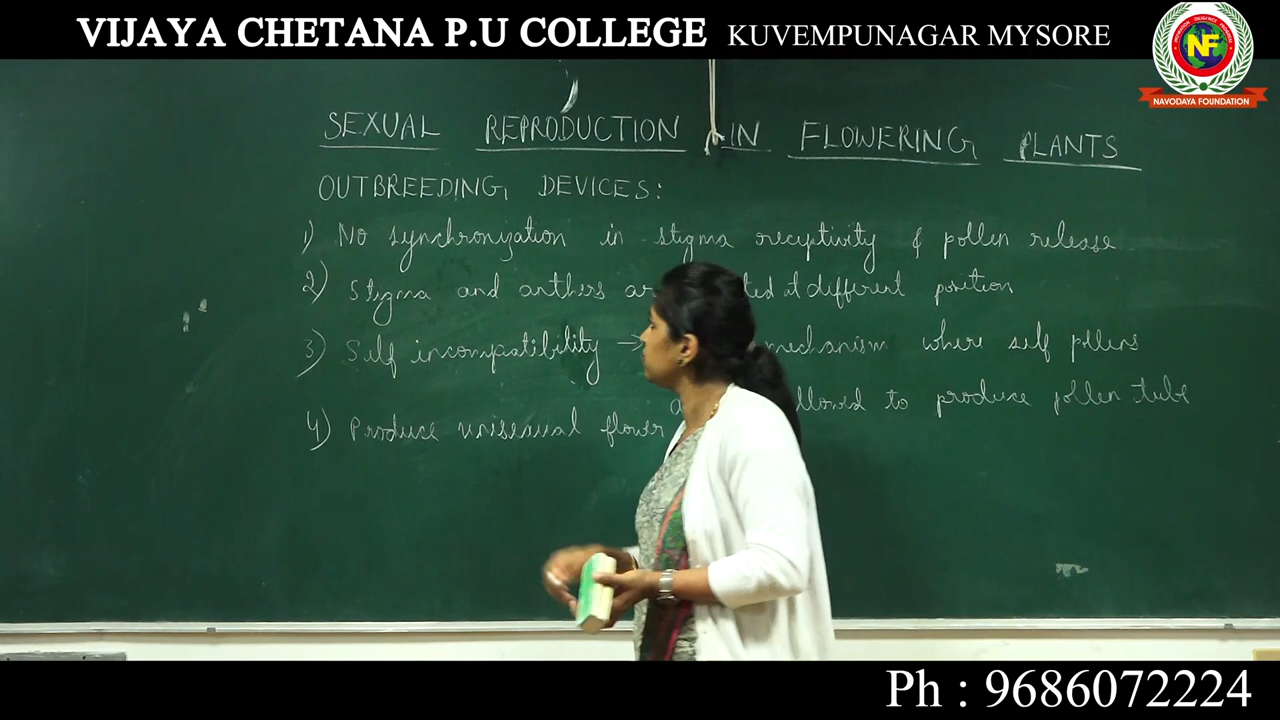 VIJAYA CHETANA P.U COLLEGE KUVEMPUNAGAR MYSORE
NF
NAVODAYA FOUNDATION
SEXUAL REPRODUCTION IN FLOWERING PLANTS
OUTBREEDING DEVICES:
1) No synchronization in stigma receptivity & pollen release
2) Stigma and anthers are at different position
3) Self incompatibility → mechanism where self pollens
to produce pollen tube
4) Produce unisexual flower
Ph : 9686072224